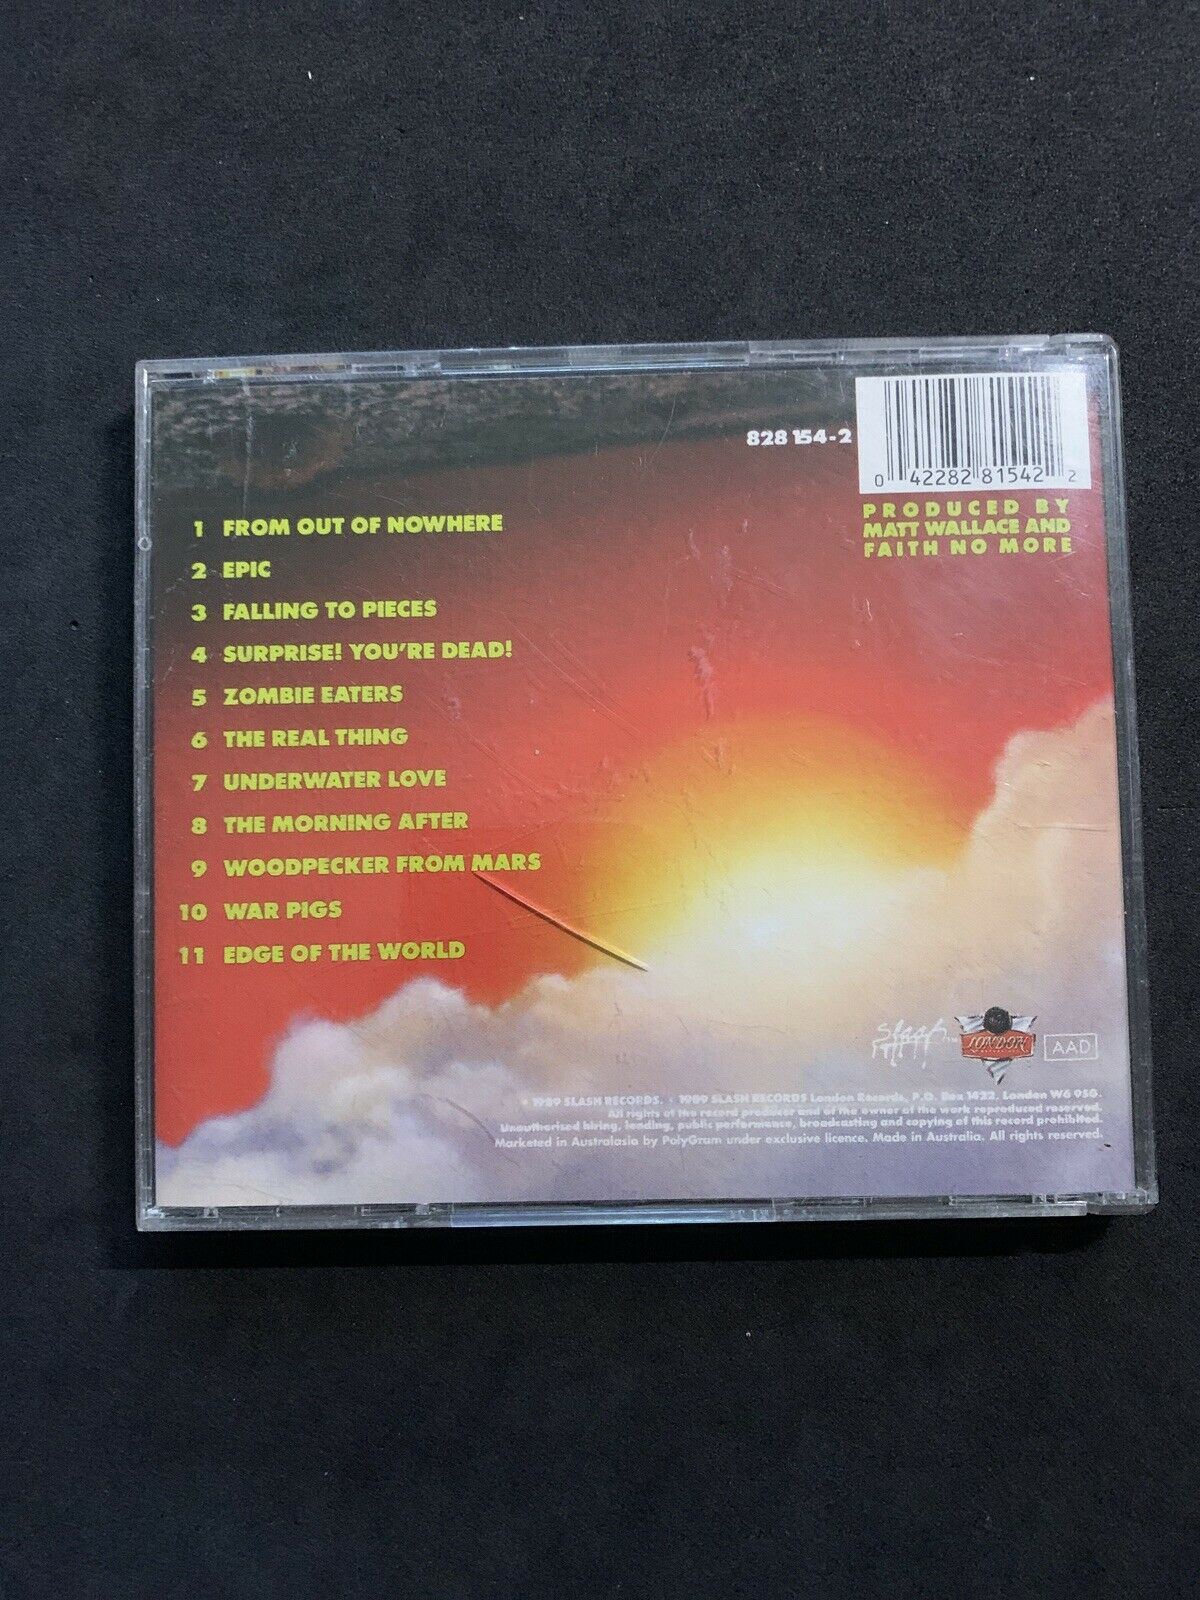 828 154-2
0 42282 81542 2
PRODUCED BY
MATT WALLACE AND
FAITH NO MORE
1 FROM OUT OF NOWHERE
2 EPIC
3 FALLING TO PIECES
4 SURPRISE! YOU'RE DEAD!
5 ZOMBIE EATERS
6 THE REAL THING
7 UNDERWATER LOVE
8 THE MORNING AFTER
9 WOODPECKER FROM MARS
10 WAR PIGS
11 EDGE OF THE WORLD
Slash
LONDON
AAD
• 1989 SLASH RECORDS. • 1989 SLASH RECORDS London Records, P.O. Box 1422, London W6 9SG.
All rights of the record producer and of the owner of the work reproduced reserved.
Unauthorised hiring, lending, public performance, broadcasting and copying of this record prohibited.
Marketed in Australasia by PolyGram under exclusive licence. Made in Australia. All rights reserved.